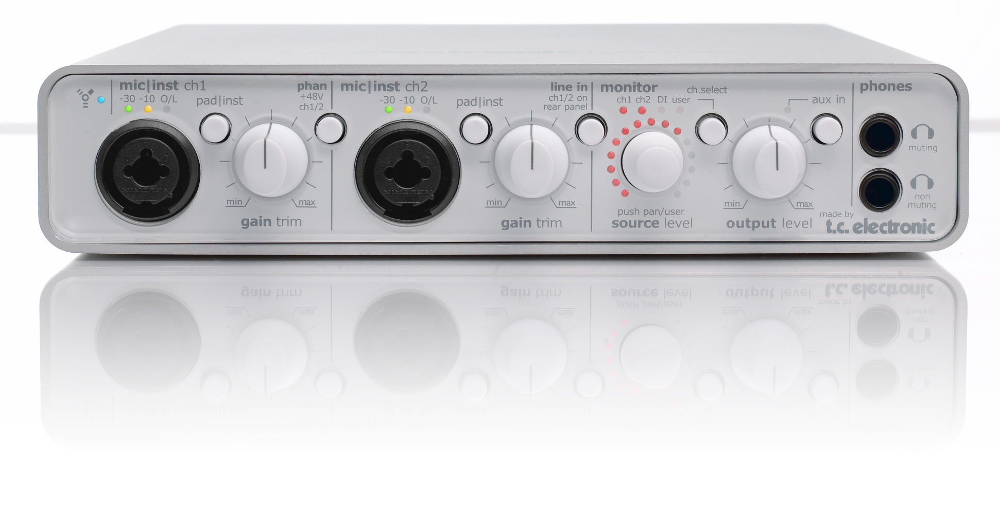 mic|inst ch1
-30 -10 O/L
pad|inst
phan
+48V
ch1/2
min
max
gain trim
mic|inst ch2
-30 -10 O/L
pad|inst
line in
ch1/2 on
rear panel
min
max
gain trim
monitor
ch1 ch2 DI user
ch.select
push pan/user
source level
aux in
min
max
output level
phones
muting
non
muting
made by
t.c. electronic